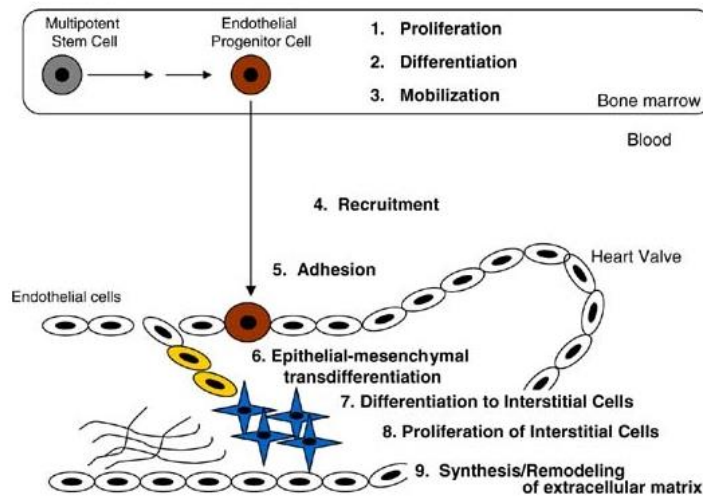 Multipotent
Stem Cell
Endothelial
Progenitor Cell
1. Proliferation
2. Differentiation
3. Mobilization
Bone marrow
Blood
4. Recruitment
5. Adhesion
Heart Valve
Endothelial cells
6. Epithelial-mesenchymal
transdifferentiation
7. Differentiation to Interstitial Cells
8. Proliferation of Interstitial Cells
9. Synthesis/Remodeling
of extracellular matrix